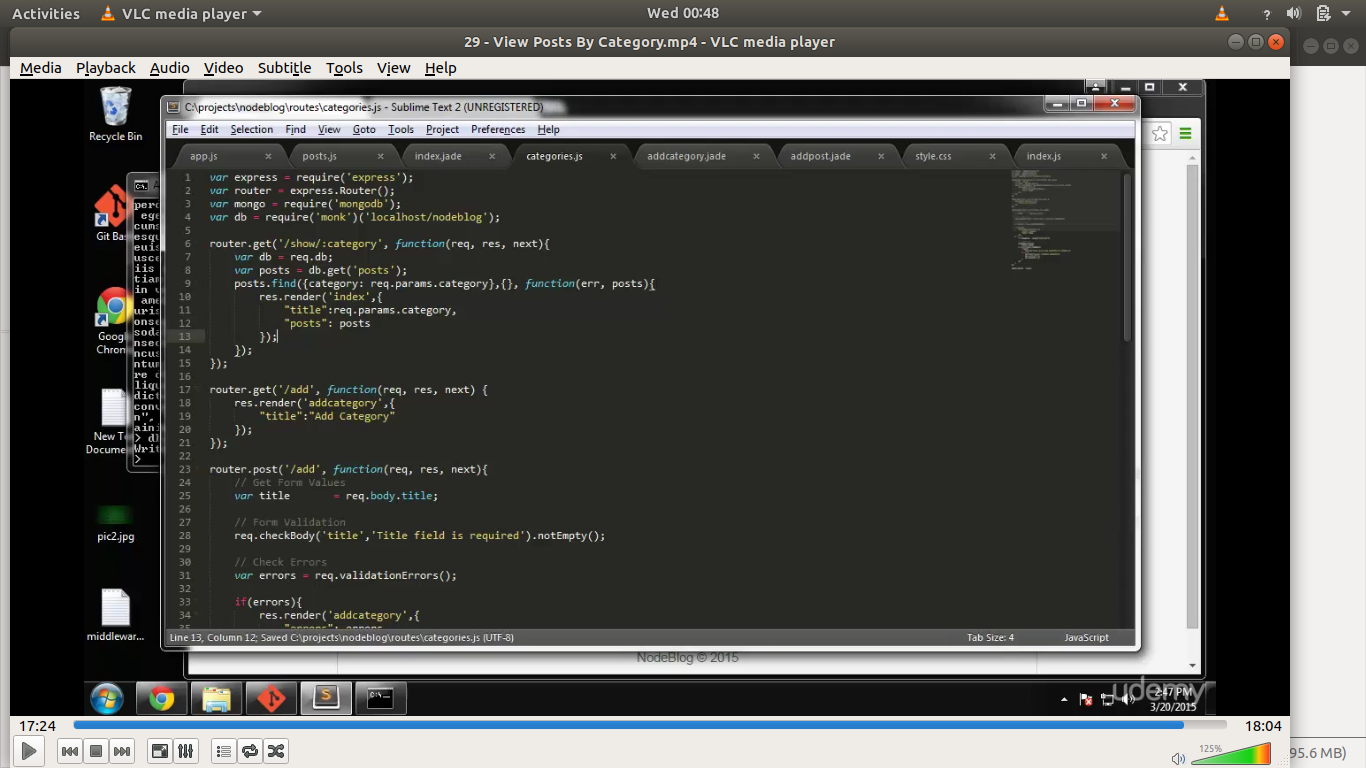 Activities VLC media player Wed 00:48
29 - View Posts By Category.mp4 - VLC media player
Media Playback Audio Video Subtitle Tools View Help
Recycle Bin
Git Bas
Google
Chrom
New Te
Docume
pic2.jpg
middlewar...
C:\projects\nodeblog\routes\categories.js - Sublime Text 2 (UNREGISTERED)
File Edit Selection Find View Goto Tools Project Preferences Help
app.js posts.js index.jade categories.js addcategory.jade addpost.jade style.css index.js
1 var express = require('express');
2 var router = express.Router();
3 var mongo = require('mongodb');
4 var db = require('monk')('localhost/nodeblog');
5
6 router.get('/show/:category', function(req, res, next){
7 var db = req.db;
8 var posts = db.get('posts');
9 posts.find({category: req.params.category},{}, function(err, posts){
10 res.render('index',{
11 "title":req.params.category,
12 "posts": posts
13 });
14 });
15 });
16
17 router.get('/add', function(req, res, next) {
18 res.render('addcategory',{
19 "title":"Add Category"
20 });
21 });
22
23 router.post('/add', function(req, res, next){
24 // Get Form Values
25 var title = req.body.title;
26
27 // Form Validation
28 req.checkBody('title','Title field is required').notEmpty();
29
30 // Check Errors
31 var errors = req.validationErrors();
32
33 if(errors){
34 res.render('addcategory',{
Line 13, Column 12; Saved C:\projects\nodeblog\routes\categories.js (UTF-8) Tab Size: 4 JavaScript
NodeBlog © 2015
udemy
2:47 PM
3/20/2015
17:24 18:04
125%
95.6 MB)